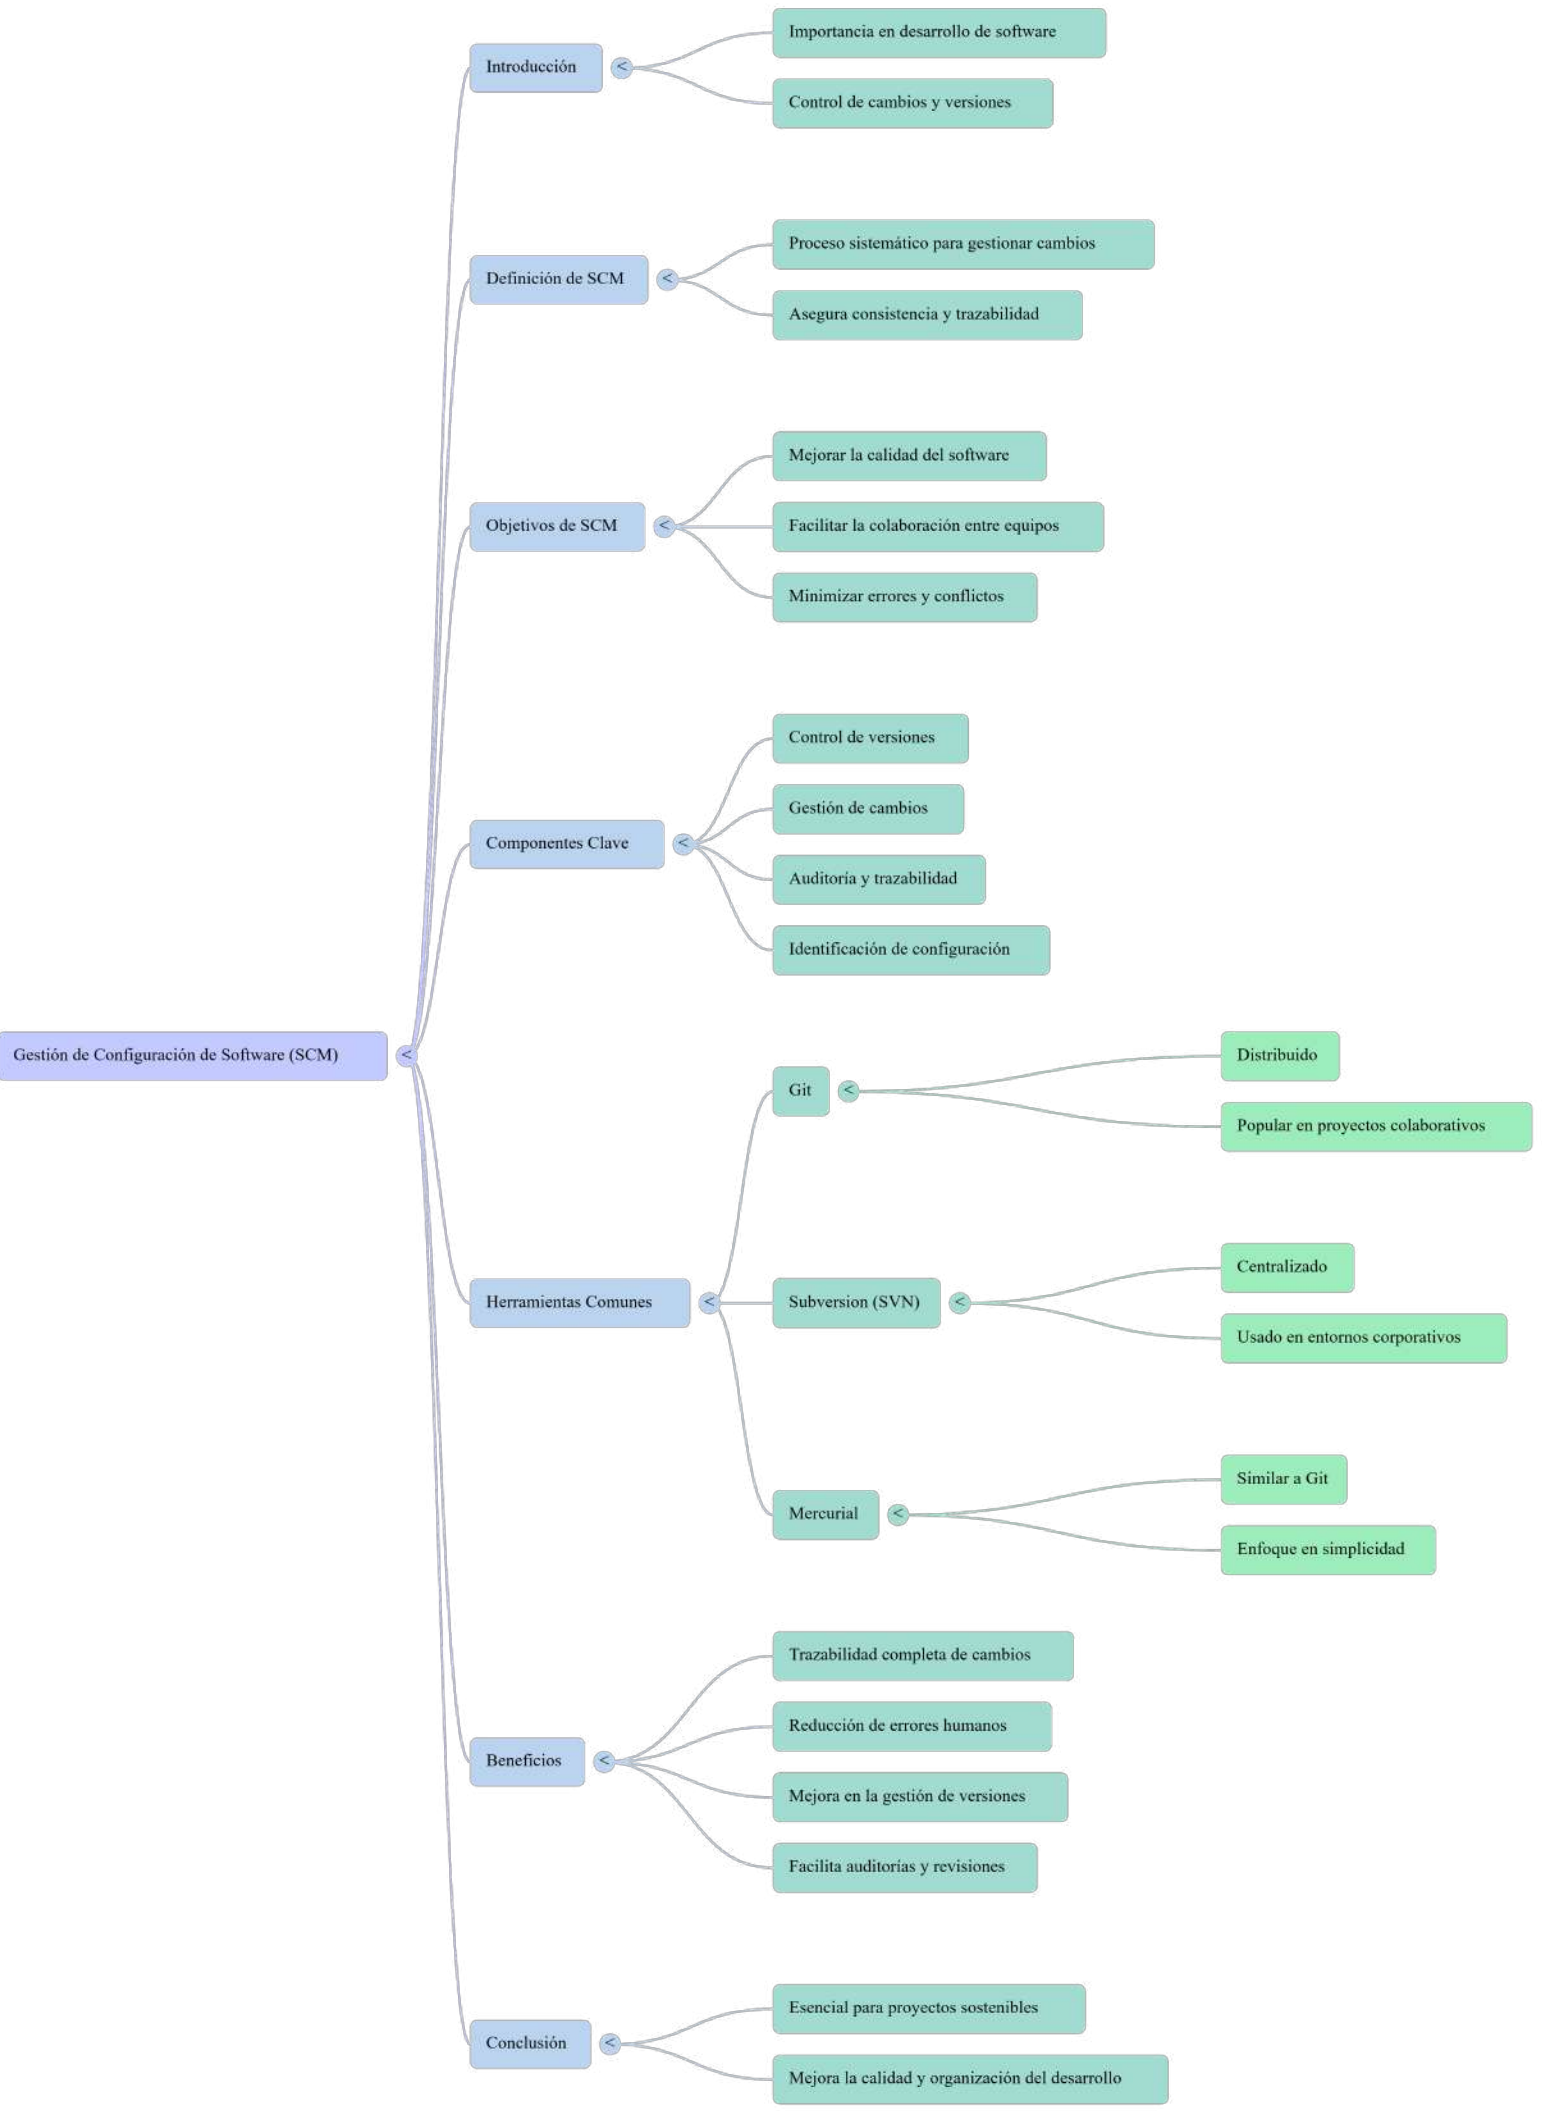 Gestión de Configuración de Software (SCM)
<
Introducción
<
Importancia en desarrollo de software
Control de cambios y versiones
Definición de SCM
<
Proceso sistemático para gestionar cambios
Asegura consistencia y trazabilidad
Objetivos de SCM
<
Mejorar la calidad del software
Facilitar la colaboración entre equipos
Minimizar errores y conflictos
Componentes Clave
<
Control de versiones
Gestión de cambios
Auditoría y trazabilidad
Identificación de configuración
Herramientas Comunes
<
Git
<
Distribuido
Popular en proyectos colaborativos
Subversion (SVN)
<
Centralizado
Usado en entornos corporativos
Mercurial
<
Similar a Git
Enfoque en simplicidad
Beneficios
<
Trazabilidad completa de cambios
Reducción de errores humanos
Mejora en la gestión de versiones
Facilita auditorías y revisiones
Conclusión
<
Esencial para proyectos sostenibles
Mejora la calidad y organización del desarrollo